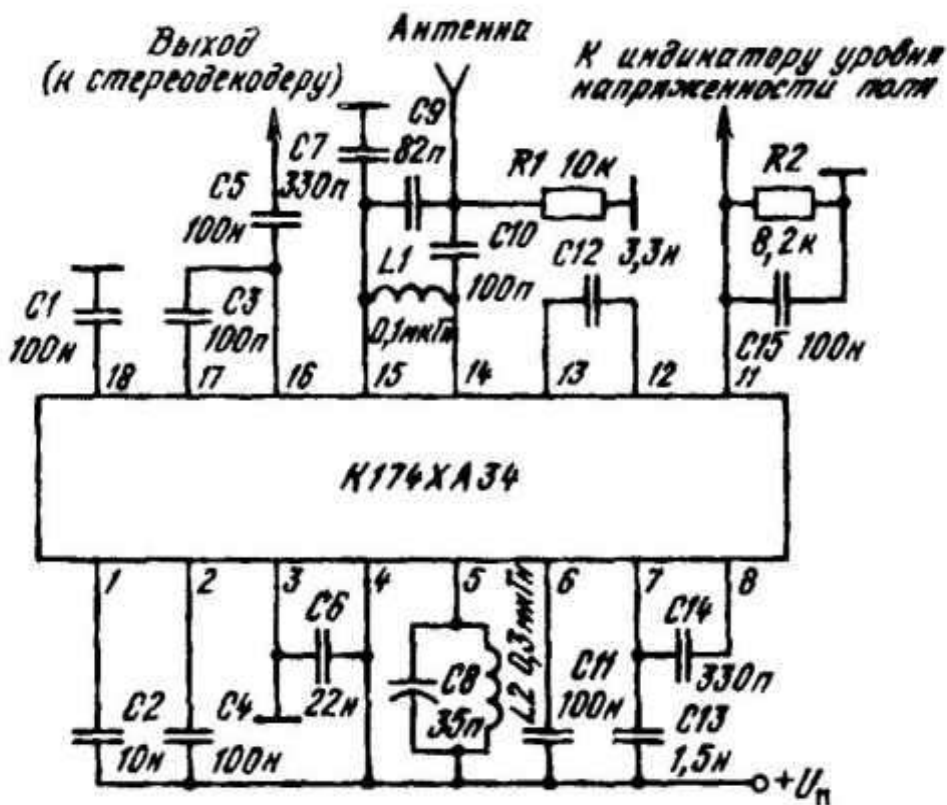 Выход
(к стереодекодеру)
Антенна
К индикатору уровня
напряженности поля
C9
82п
C7
330п
C5
100н
R1 10к
R2
8,2к
C10
100п
C12
3,3н
L1
0,1мкГн
C1
100н
C3
100п
C15 100н
18
17
16
15
14
13
12
11
К174ХА34
1
2
3
4
5
6
7
8
C6
22н
L2 0,3мкГн
C14
330п
C8
35п
C11
100н
C2
10н
C4
100н
C13
1,5н
+Uп